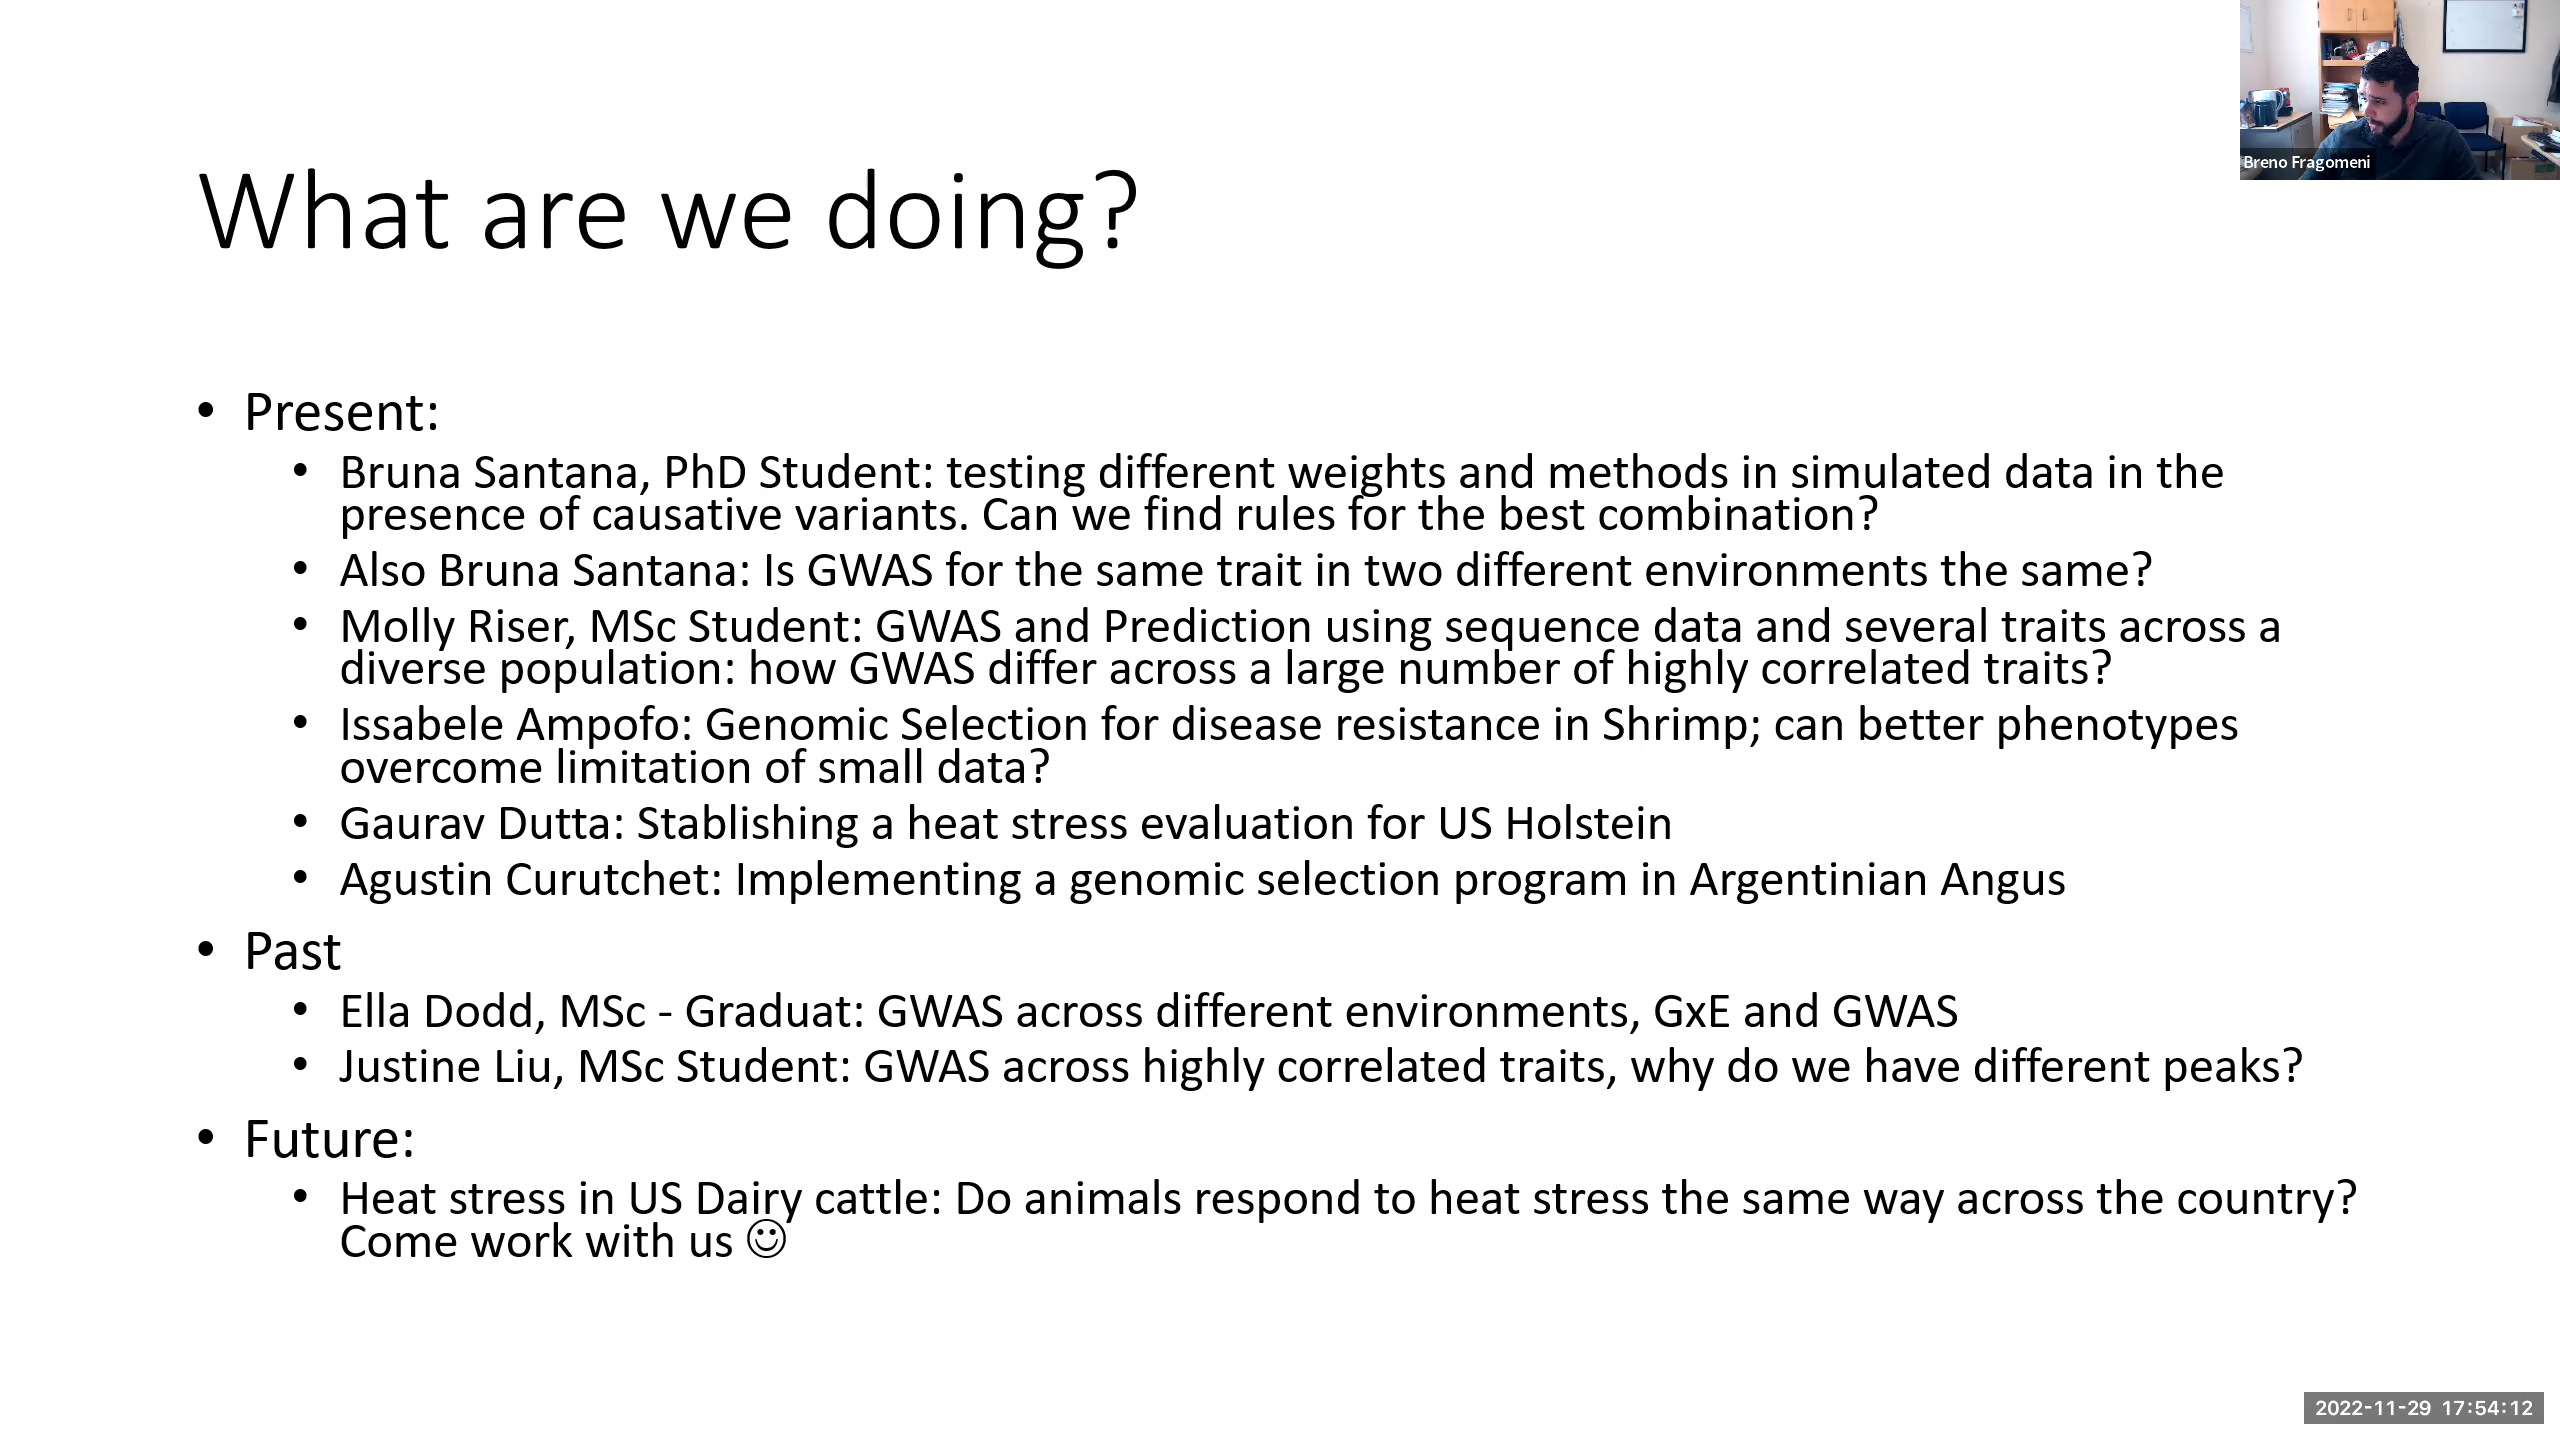 Breno Fragomeni
What are we doing?
• Present:
• Bruna Santana, PhD Student: testing different weights and methods in simulated data in the
presence of causative variants. Can we find rules for the best combination?
• Also Bruna Santana: Is GWAS for the same trait in two different environments the same?
• Molly Riser, MSc Student: GWAS and Prediction using sequence data and several traits across a
diverse population: how GWAS differ across a large number of highly correlated traits?
• Issabele Ampofo: Genomic Selection for disease resistance in Shrimp; can better phenotypes
overcome limitation of small data?
• Gaurav Dutta: Stablishing a heat stress evaluation for US Holstein
• Agustin Curutchet: Implementing a genomic selection program in Argentinian Angus
• Past
• Ella Dodd, MSc - Graduat: GWAS across different environments, GxE and GWAS
• Justine Liu, MSc Student: GWAS across highly correlated traits, why do we have different peaks?
• Future:
• Heat stress in US Dairy cattle: Do animals respond to heat stress the same way across the country?
Come work with us ☺
2022-11-29 17:54:12